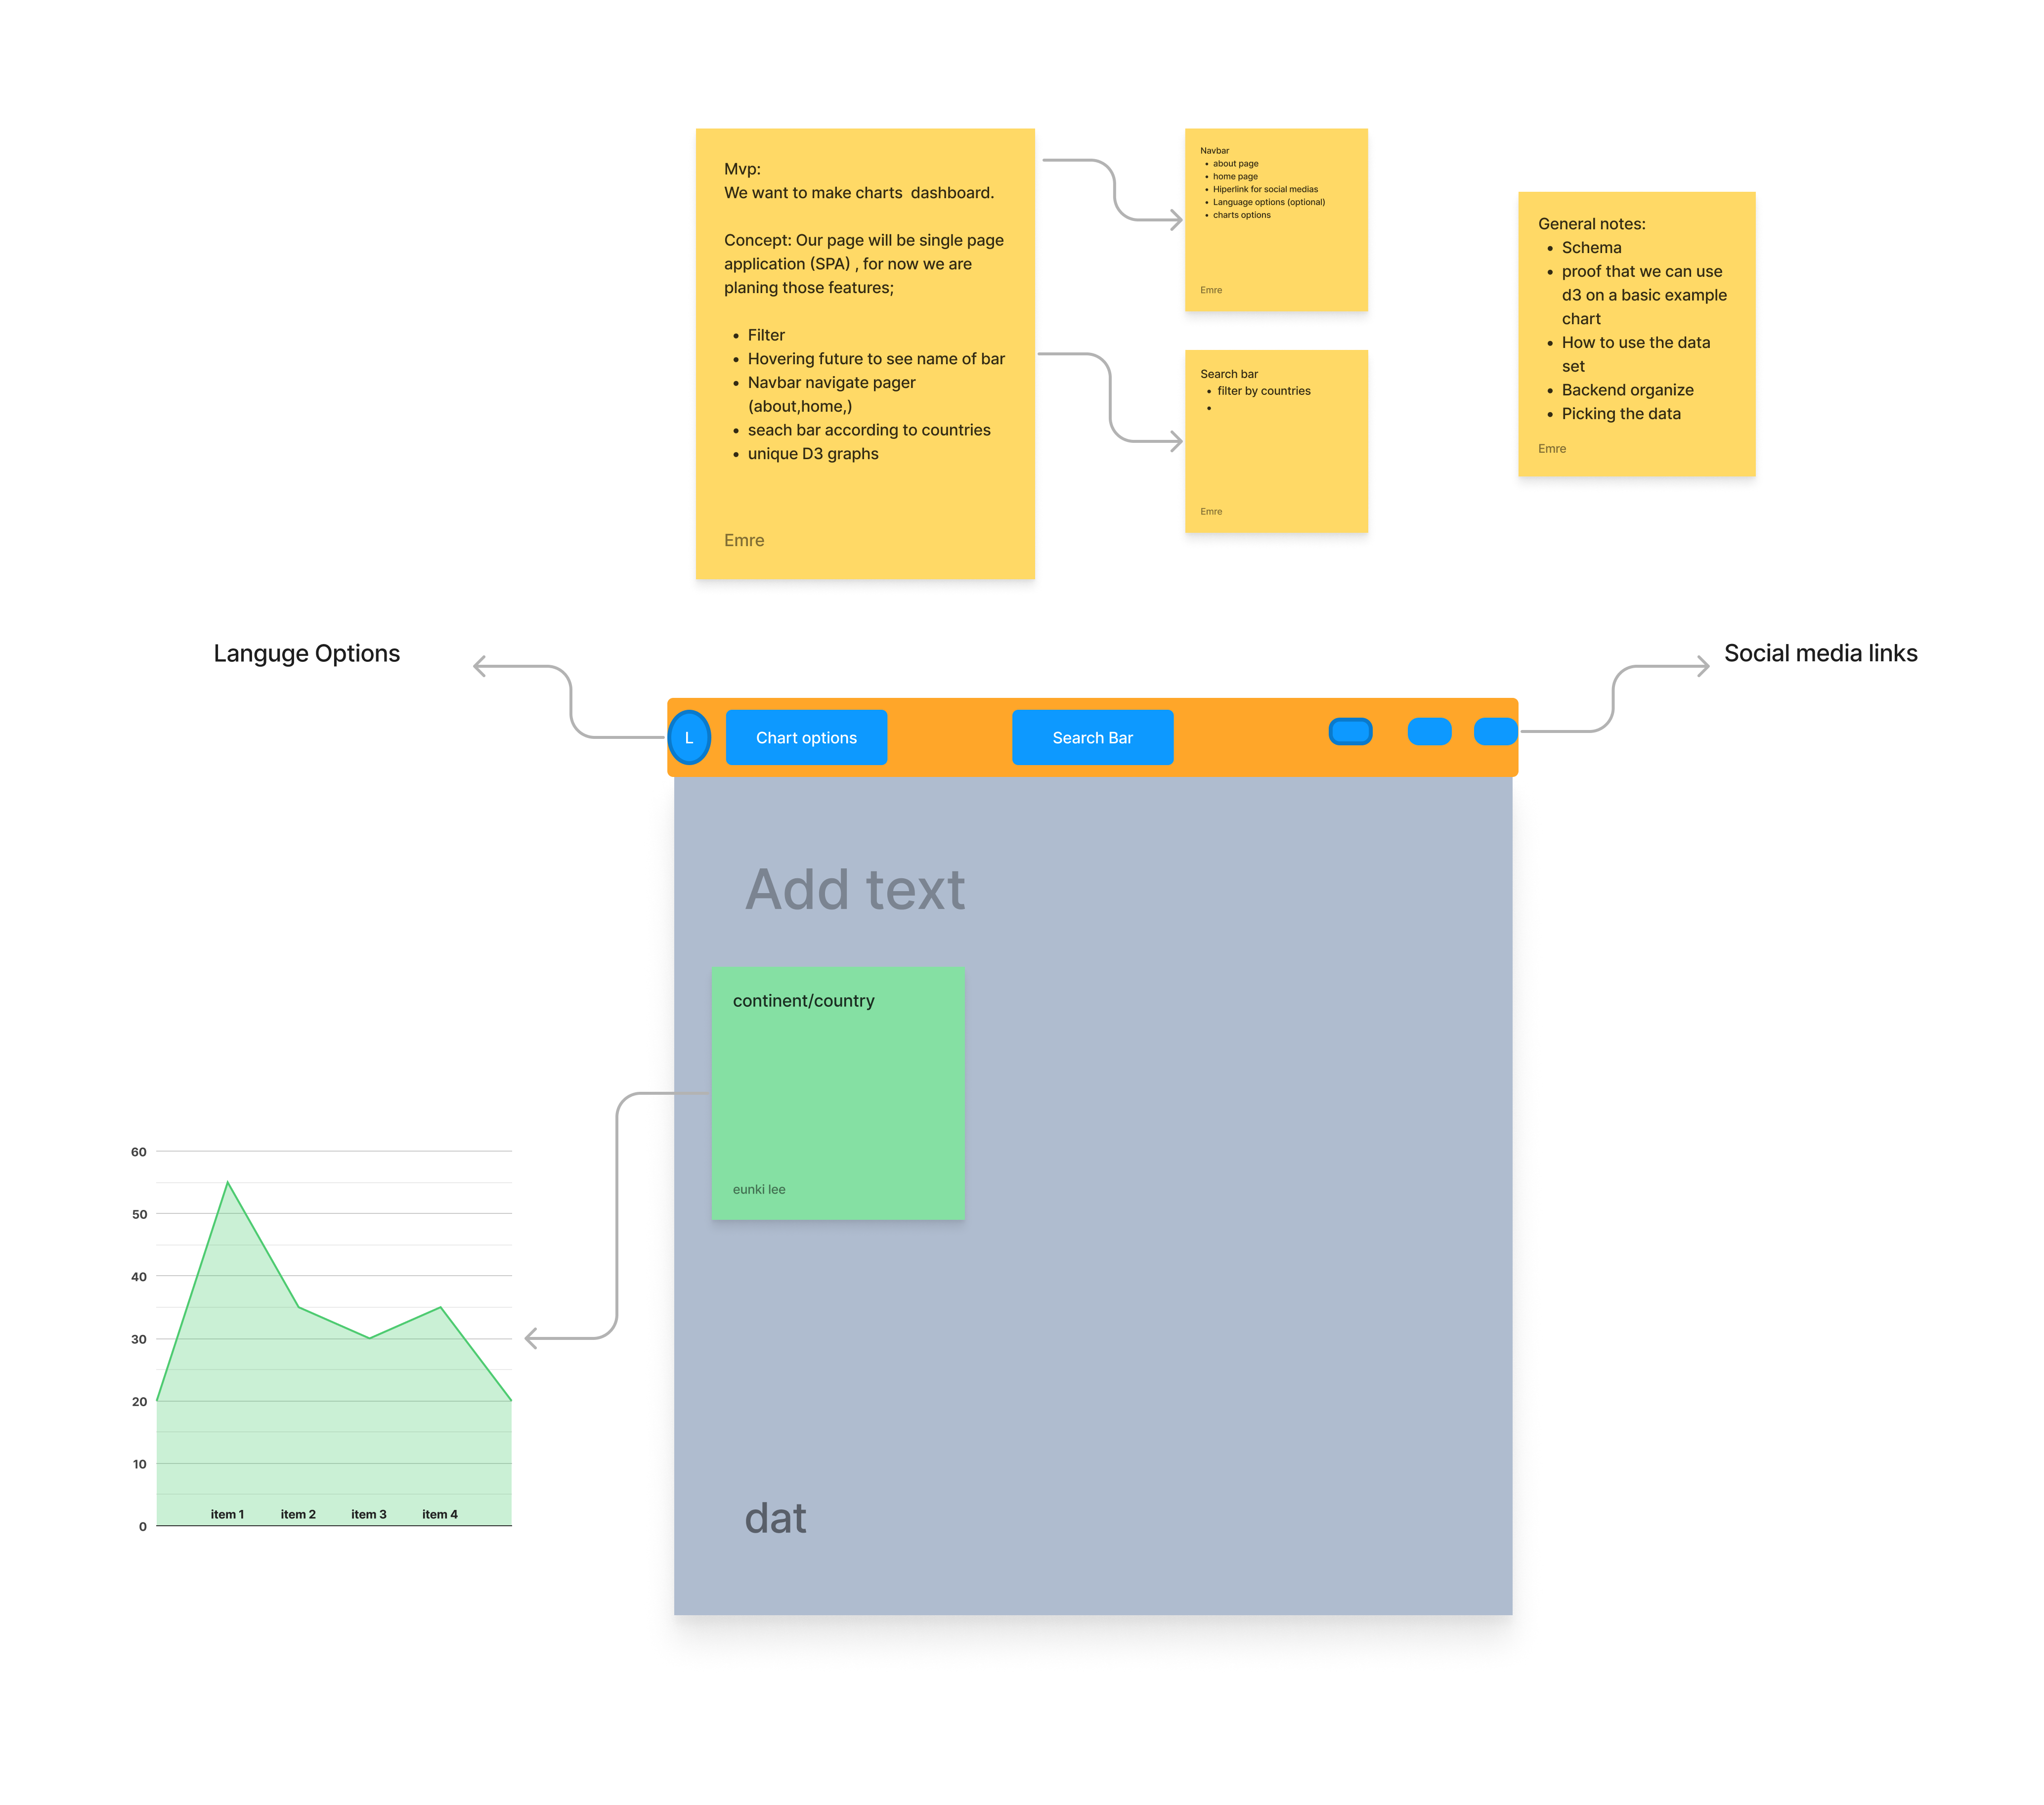 Mvp:
We want to make charts  dashboard.
Concept: Our page will be single page
application (SPA) , for now we are
planing those features;
• Filter
• Hovering future to see name of bar
• Navbar navigate pager
(about,home,)
• seach bar according to countries
• unique D3 graphs
Emre
Navbar
• about page
• home page
• Hiperlink for social medias
• Language options (optional)
• charts options
Emre
Search bar
• filter by countries
•
Emre
General notes:
• Schema
• proof that we can use
d3 on a basic example
chart
• How to use the data
set
• Backend organize
• Picking the data
Emre
Languge Options
Social media links
L
Chart options
Search Bar
Add text
continent/country
eunki lee
60
50
40
30
20
10
0
item 1
item 2
item 3
item 4
dat